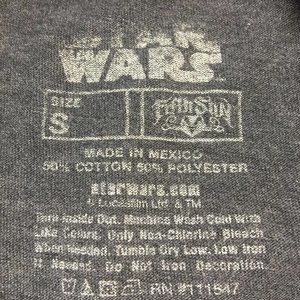 STAR
WARS
SIZE
S
FIFTH SUN
MADE IN MEXICO
50% COTTON 50% POLYESTER
starwars.com
© Lucasfilm Ltd. & TM
Turn Inside Out. Machine Wash Cold With
Like Colors. Only Non-Chlorine Bleach
When Needed. Tumble Dry Low. Low Iron
If Needed. Do Not Iron Decoration.
RN#111547